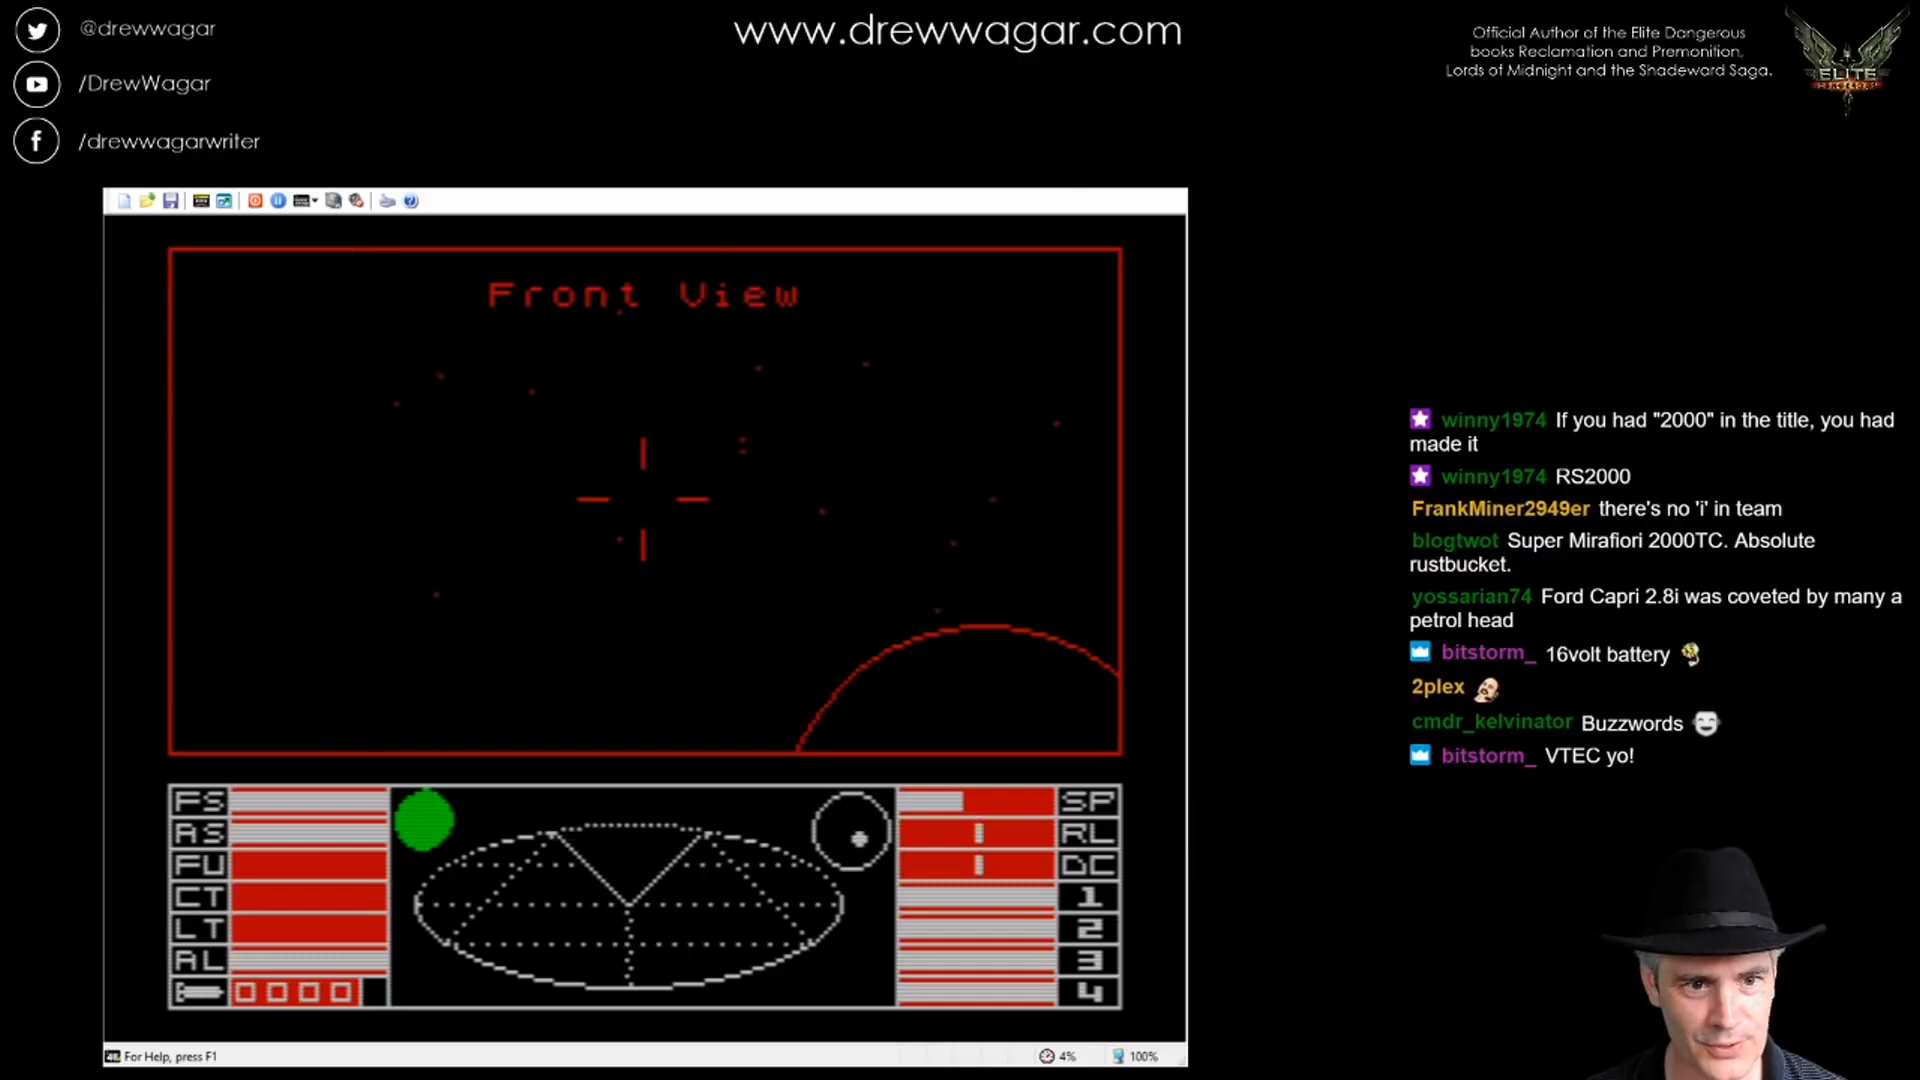 @drewwagar
/DrewWagar
/drewwagarwriter
www.drewwagar.com
Official Author of the Elite Dangerous
books Reclamation and Premonition,
Lords of Midnight and the Shadeward Saga.
ELITE
DANGEROUS
Front View
FS
AS
FU
CT
LT
AL
SP
RL
DC
1
2
3
4
For Help, press F1
4%
100%
winny1974 If you had "2000" in the title, you had
made it
winny1974 RS2000
FrankMiner2949er there's no 'i' in team
blogtwot Super Mirafiori 2000TC. Absolute
rustbucket.
yossarian74 Ford Capri 2.8i was coveted by many a
petrol head
bitstorm_ 16volt battery
2plex
cmdr_kelvinator Buzzwords
bitstorm_ VTEC yo!